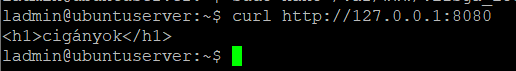 ladmin@ubuntuserver:~$ curl http://127.0.0.1:8080
<h1>cigányok</h1>
ladmin@ubuntuserver:~$